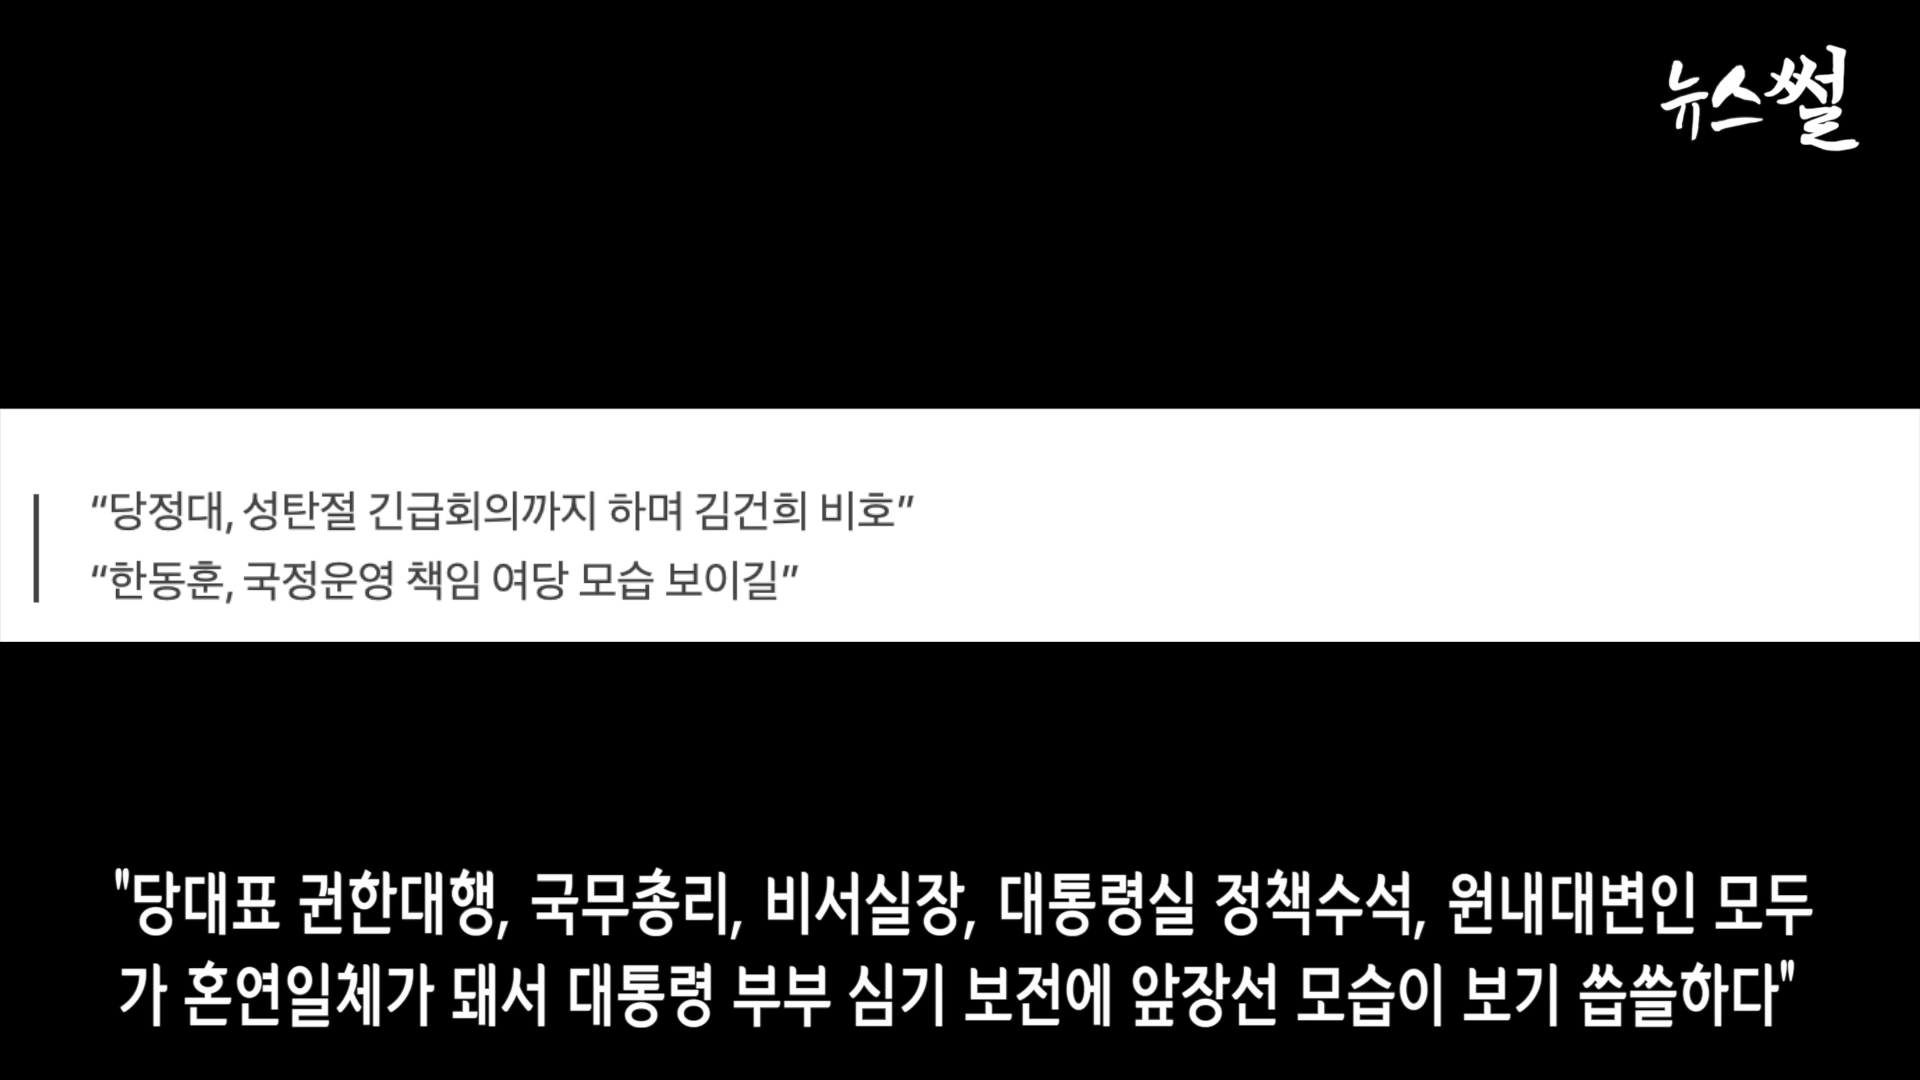 뉴스썰
“당정대, 성탄절 긴급회의까지 하며 김건희 비호”
“한동훈, 국정운영 책임 여당 모습 보이길”
"당대표 권한대행, 국무총리, 비서실장, 대통령실 정책수석, 원내대변인 모두
가 혼연일체가 돼서 대통령 부부 심기 보전에 앞장선 모습이 보기 씁쓸하다"